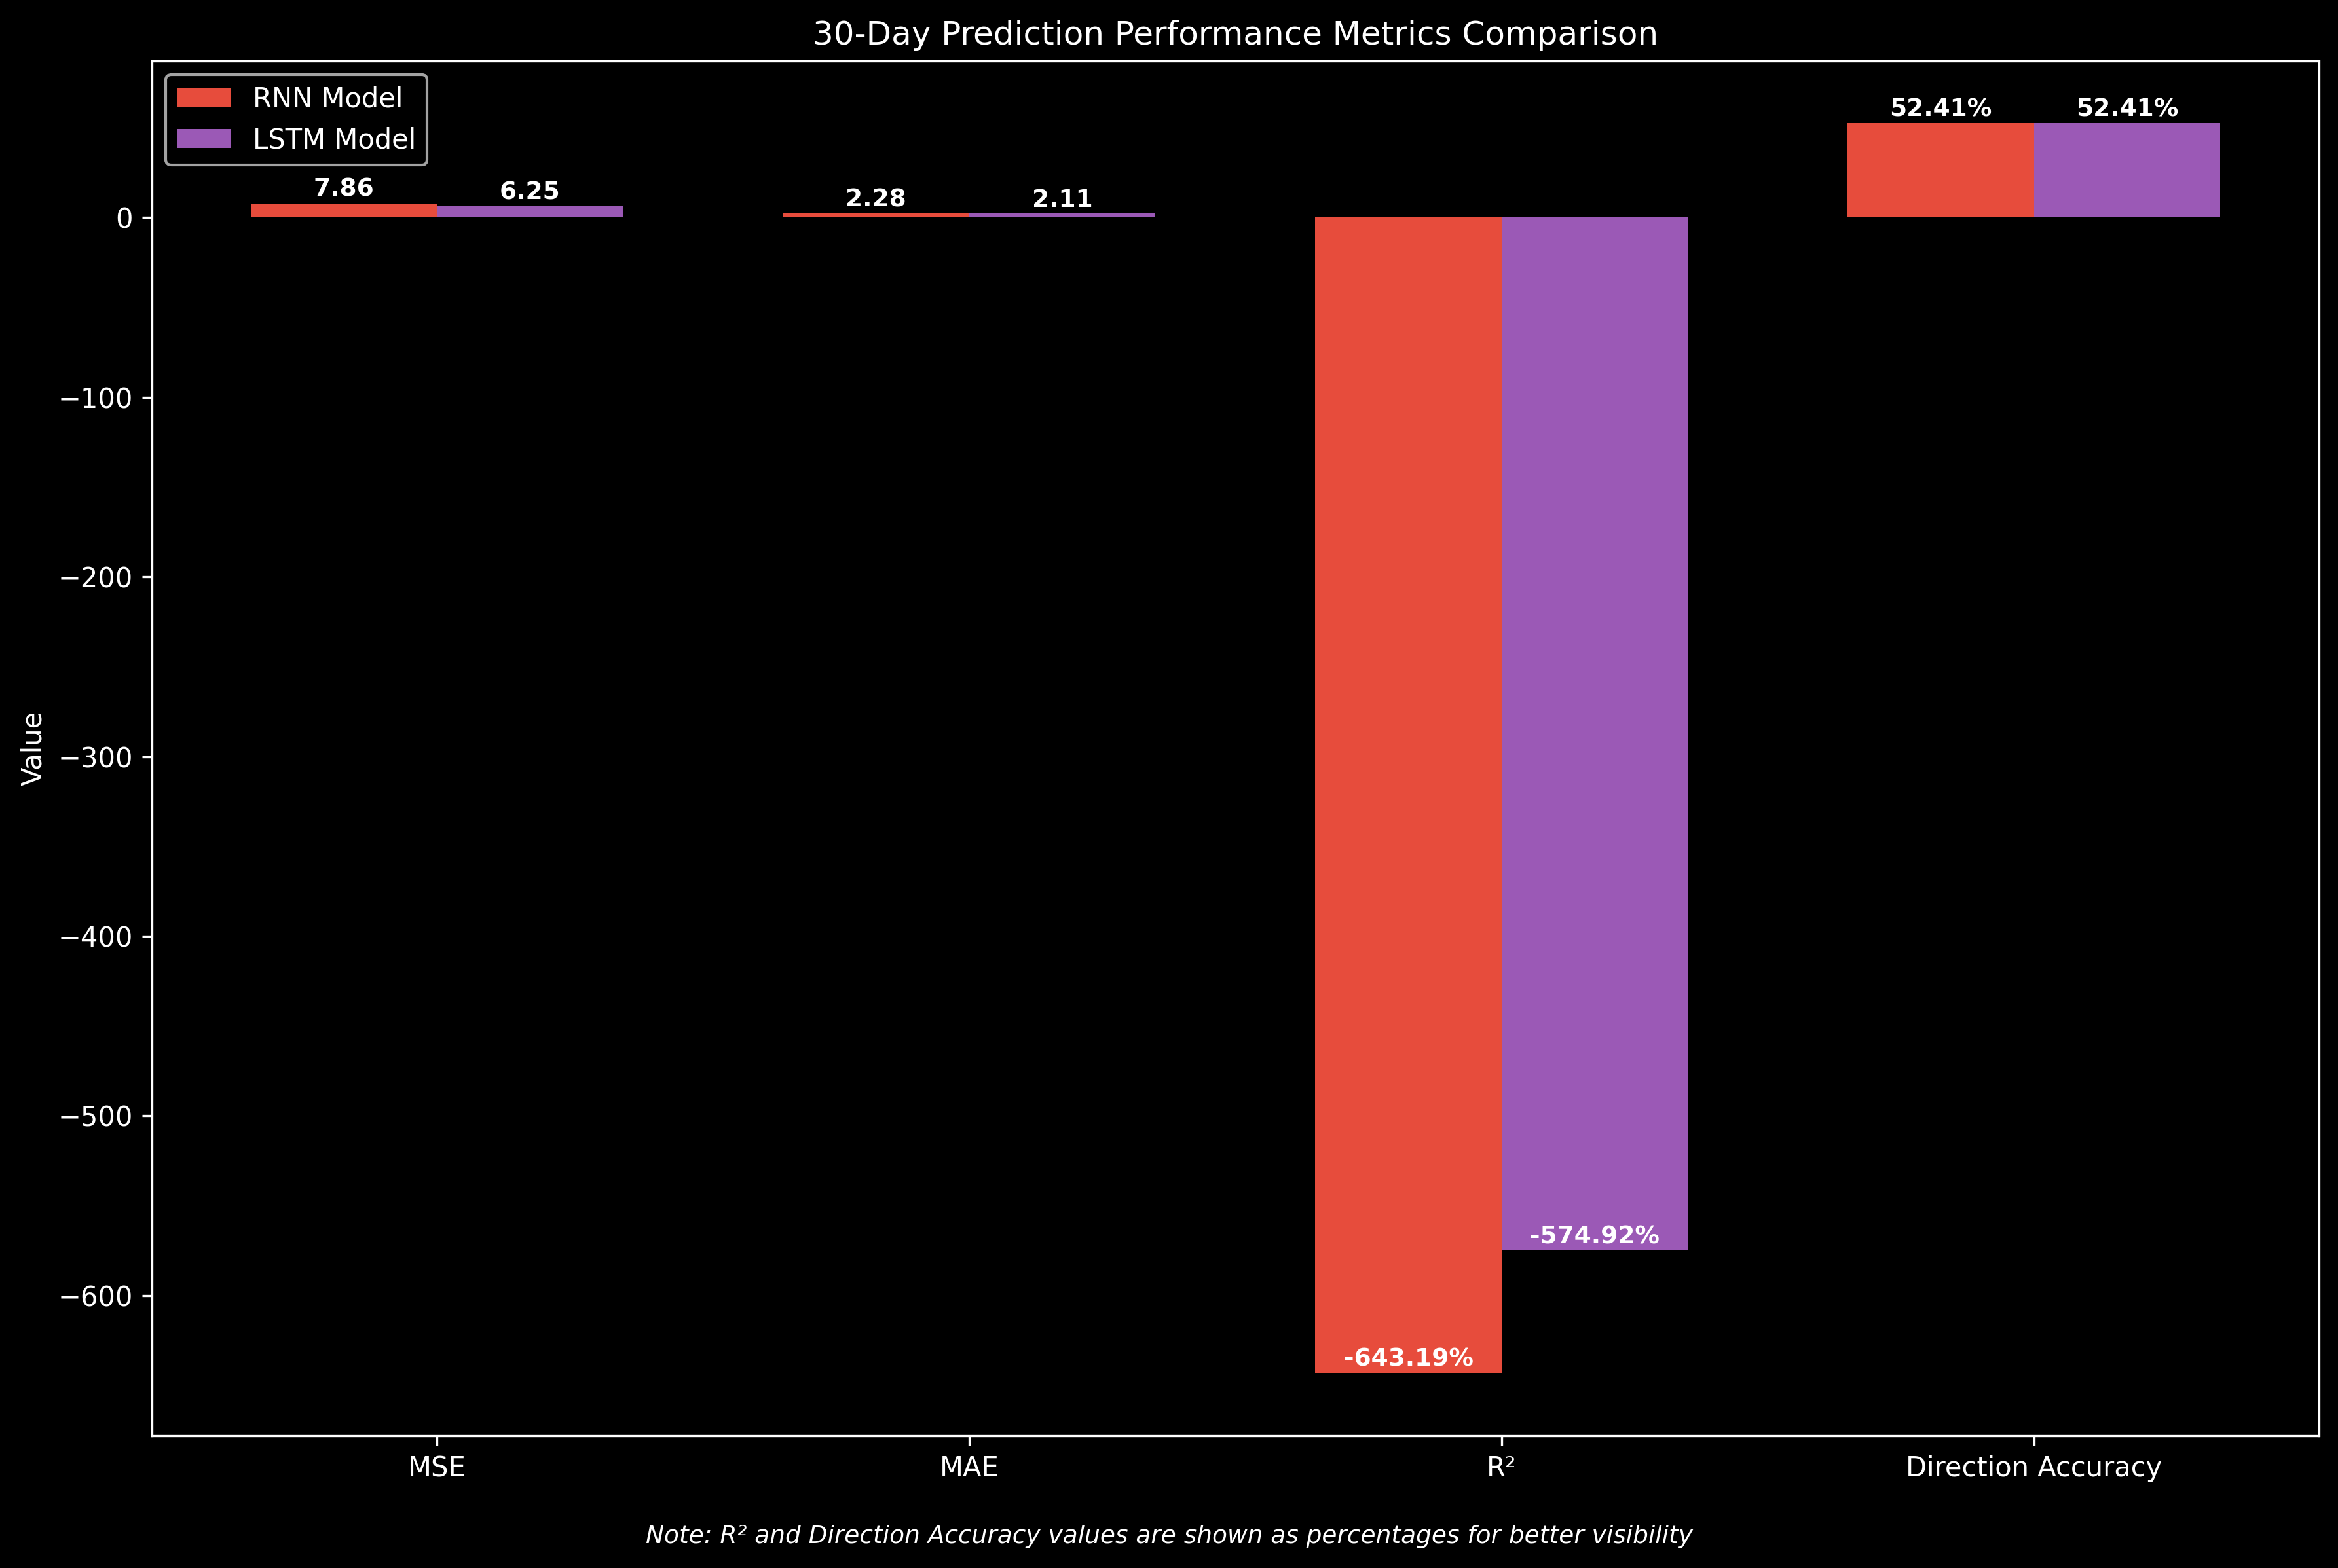 30-Day Prediction Performance Metrics Comparison
RNN Model
LSTM Model
7.86
6.25
2.28
2.11
52.41%
52.41%
-643.19%
-574.92%
Value
0
−100
−200
−300
−400
−500
−600
MSE
MAE
R²
Direction Accuracy
Note: R² and Direction Accuracy values are shown as percentages for better visibility